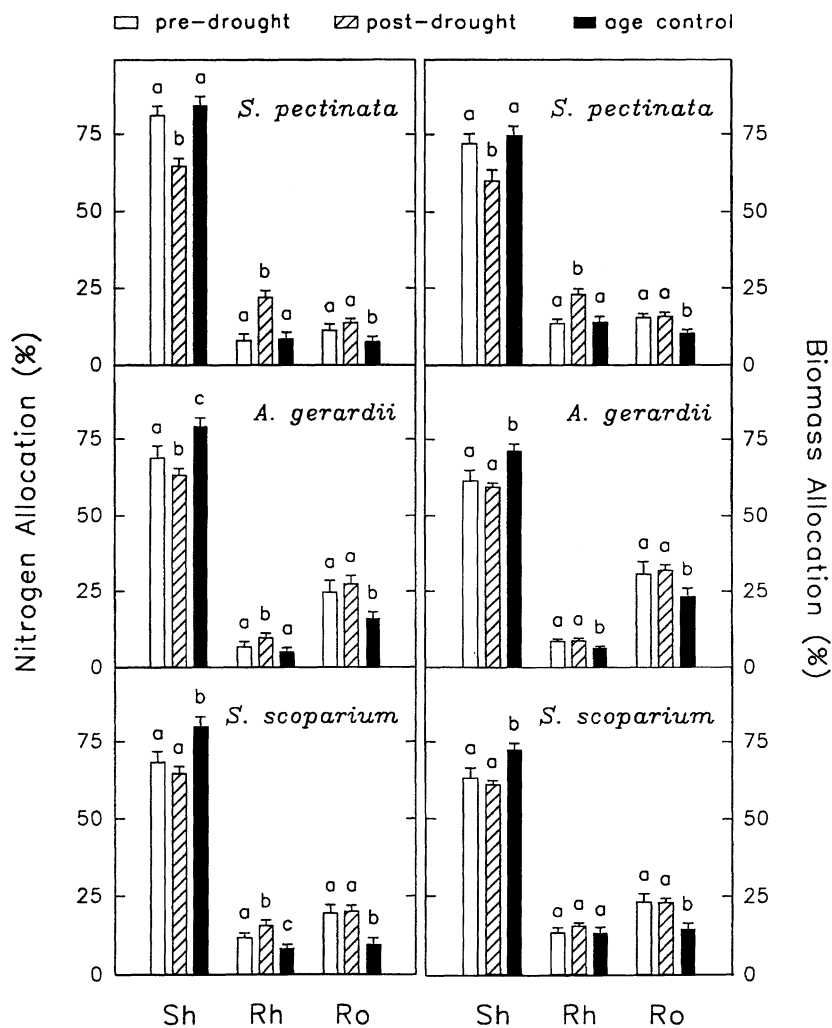 pre-drought post-drought age control
a a S. pectinata a a S. pectinata
b b
75 75
50 50
b b
25 a a a a a a a a 25
b b
0 0
Nitrogen Allocation (%)
Biomass Allocation (%)
c A. gerardii b A. gerardii
a b a a
75 75
50 50
a a b a a b
25 25
a b a a a b
0 0
b S. scoparium b S. scoparium
a a a a
75 75
50 50
a b c a a b a a a a a b
25 25
0 0
Sh Rh Ro Sh Rh Ro